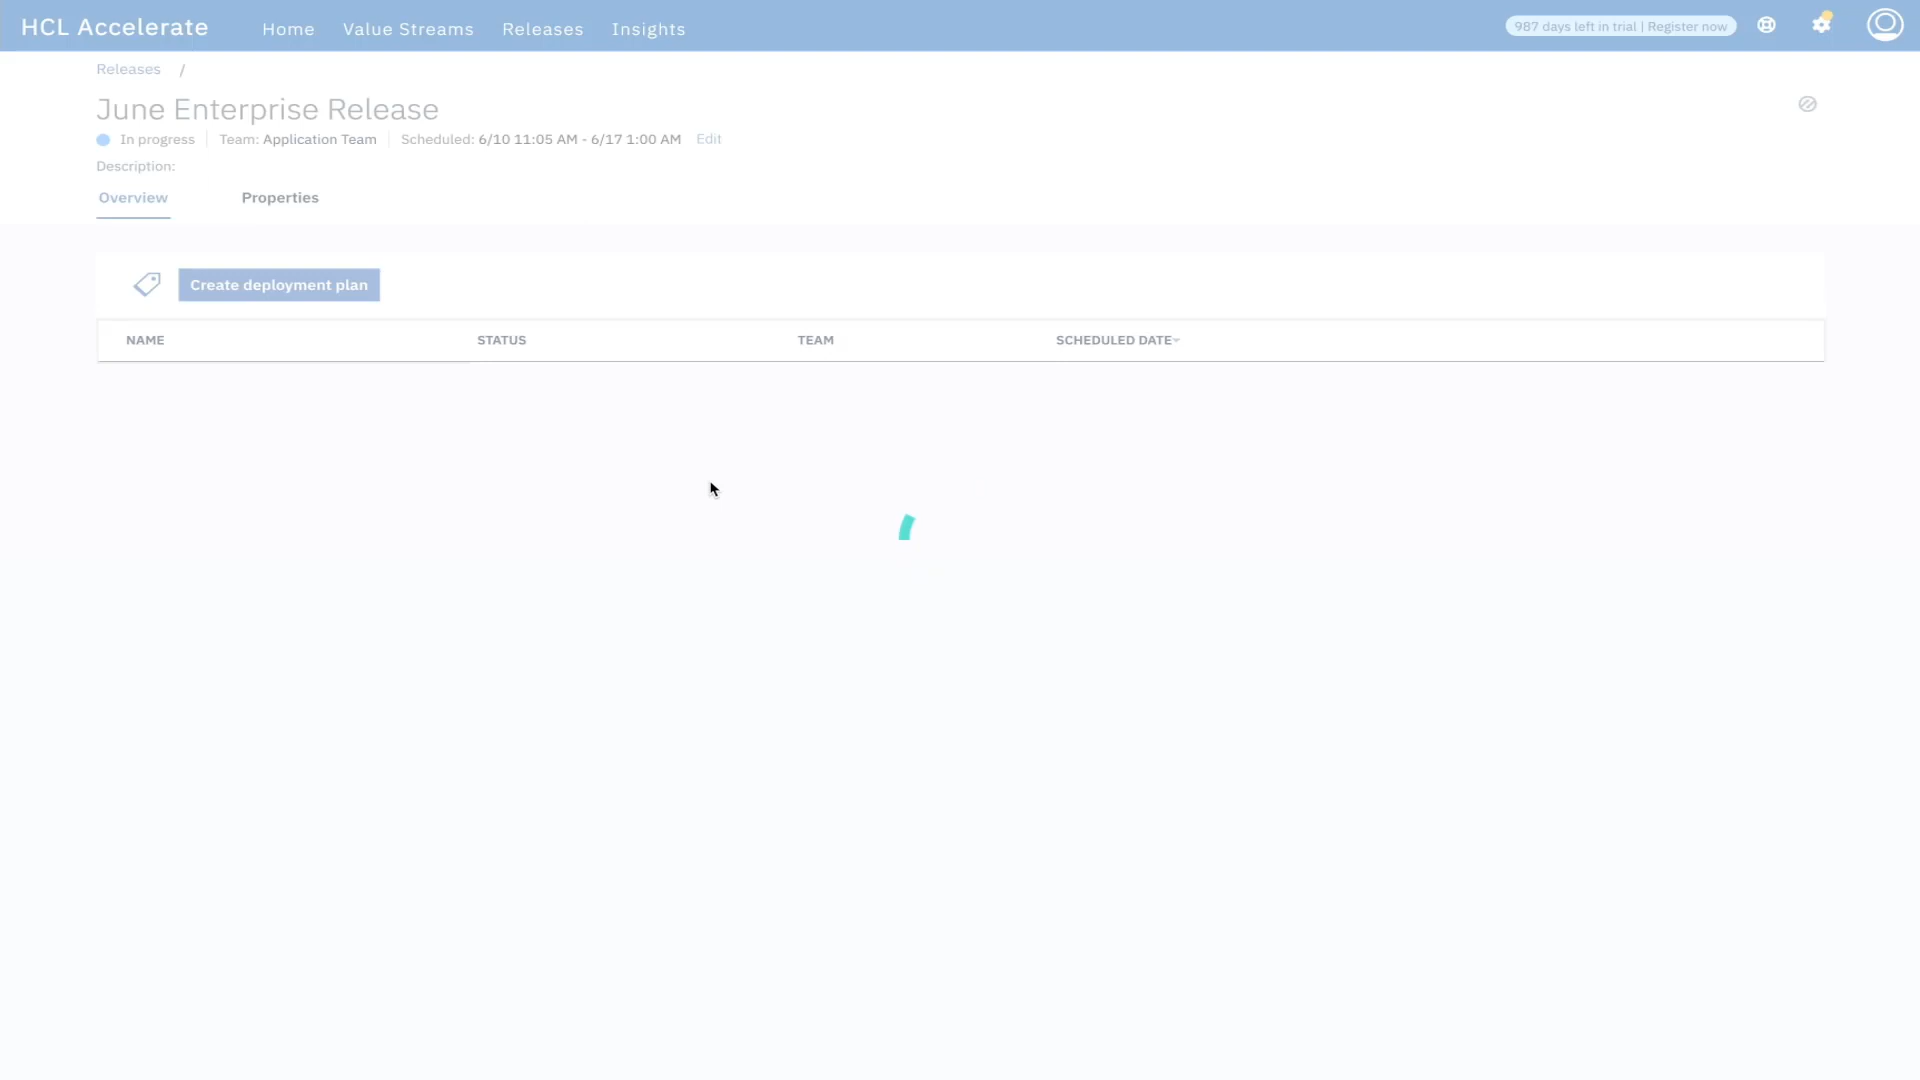 HCL Accelerate Home Value Streams Releases Insights 987 days left in trial | Register now
Releases /
June Enterprise Release
In progress Team: Application Team Scheduled: 6/10 11:05 AM - 6/17 1:00 AM Edit
Description:
Overview Properties
Create deployment plan
NAME STATUS TEAM SCHEDULED DATE